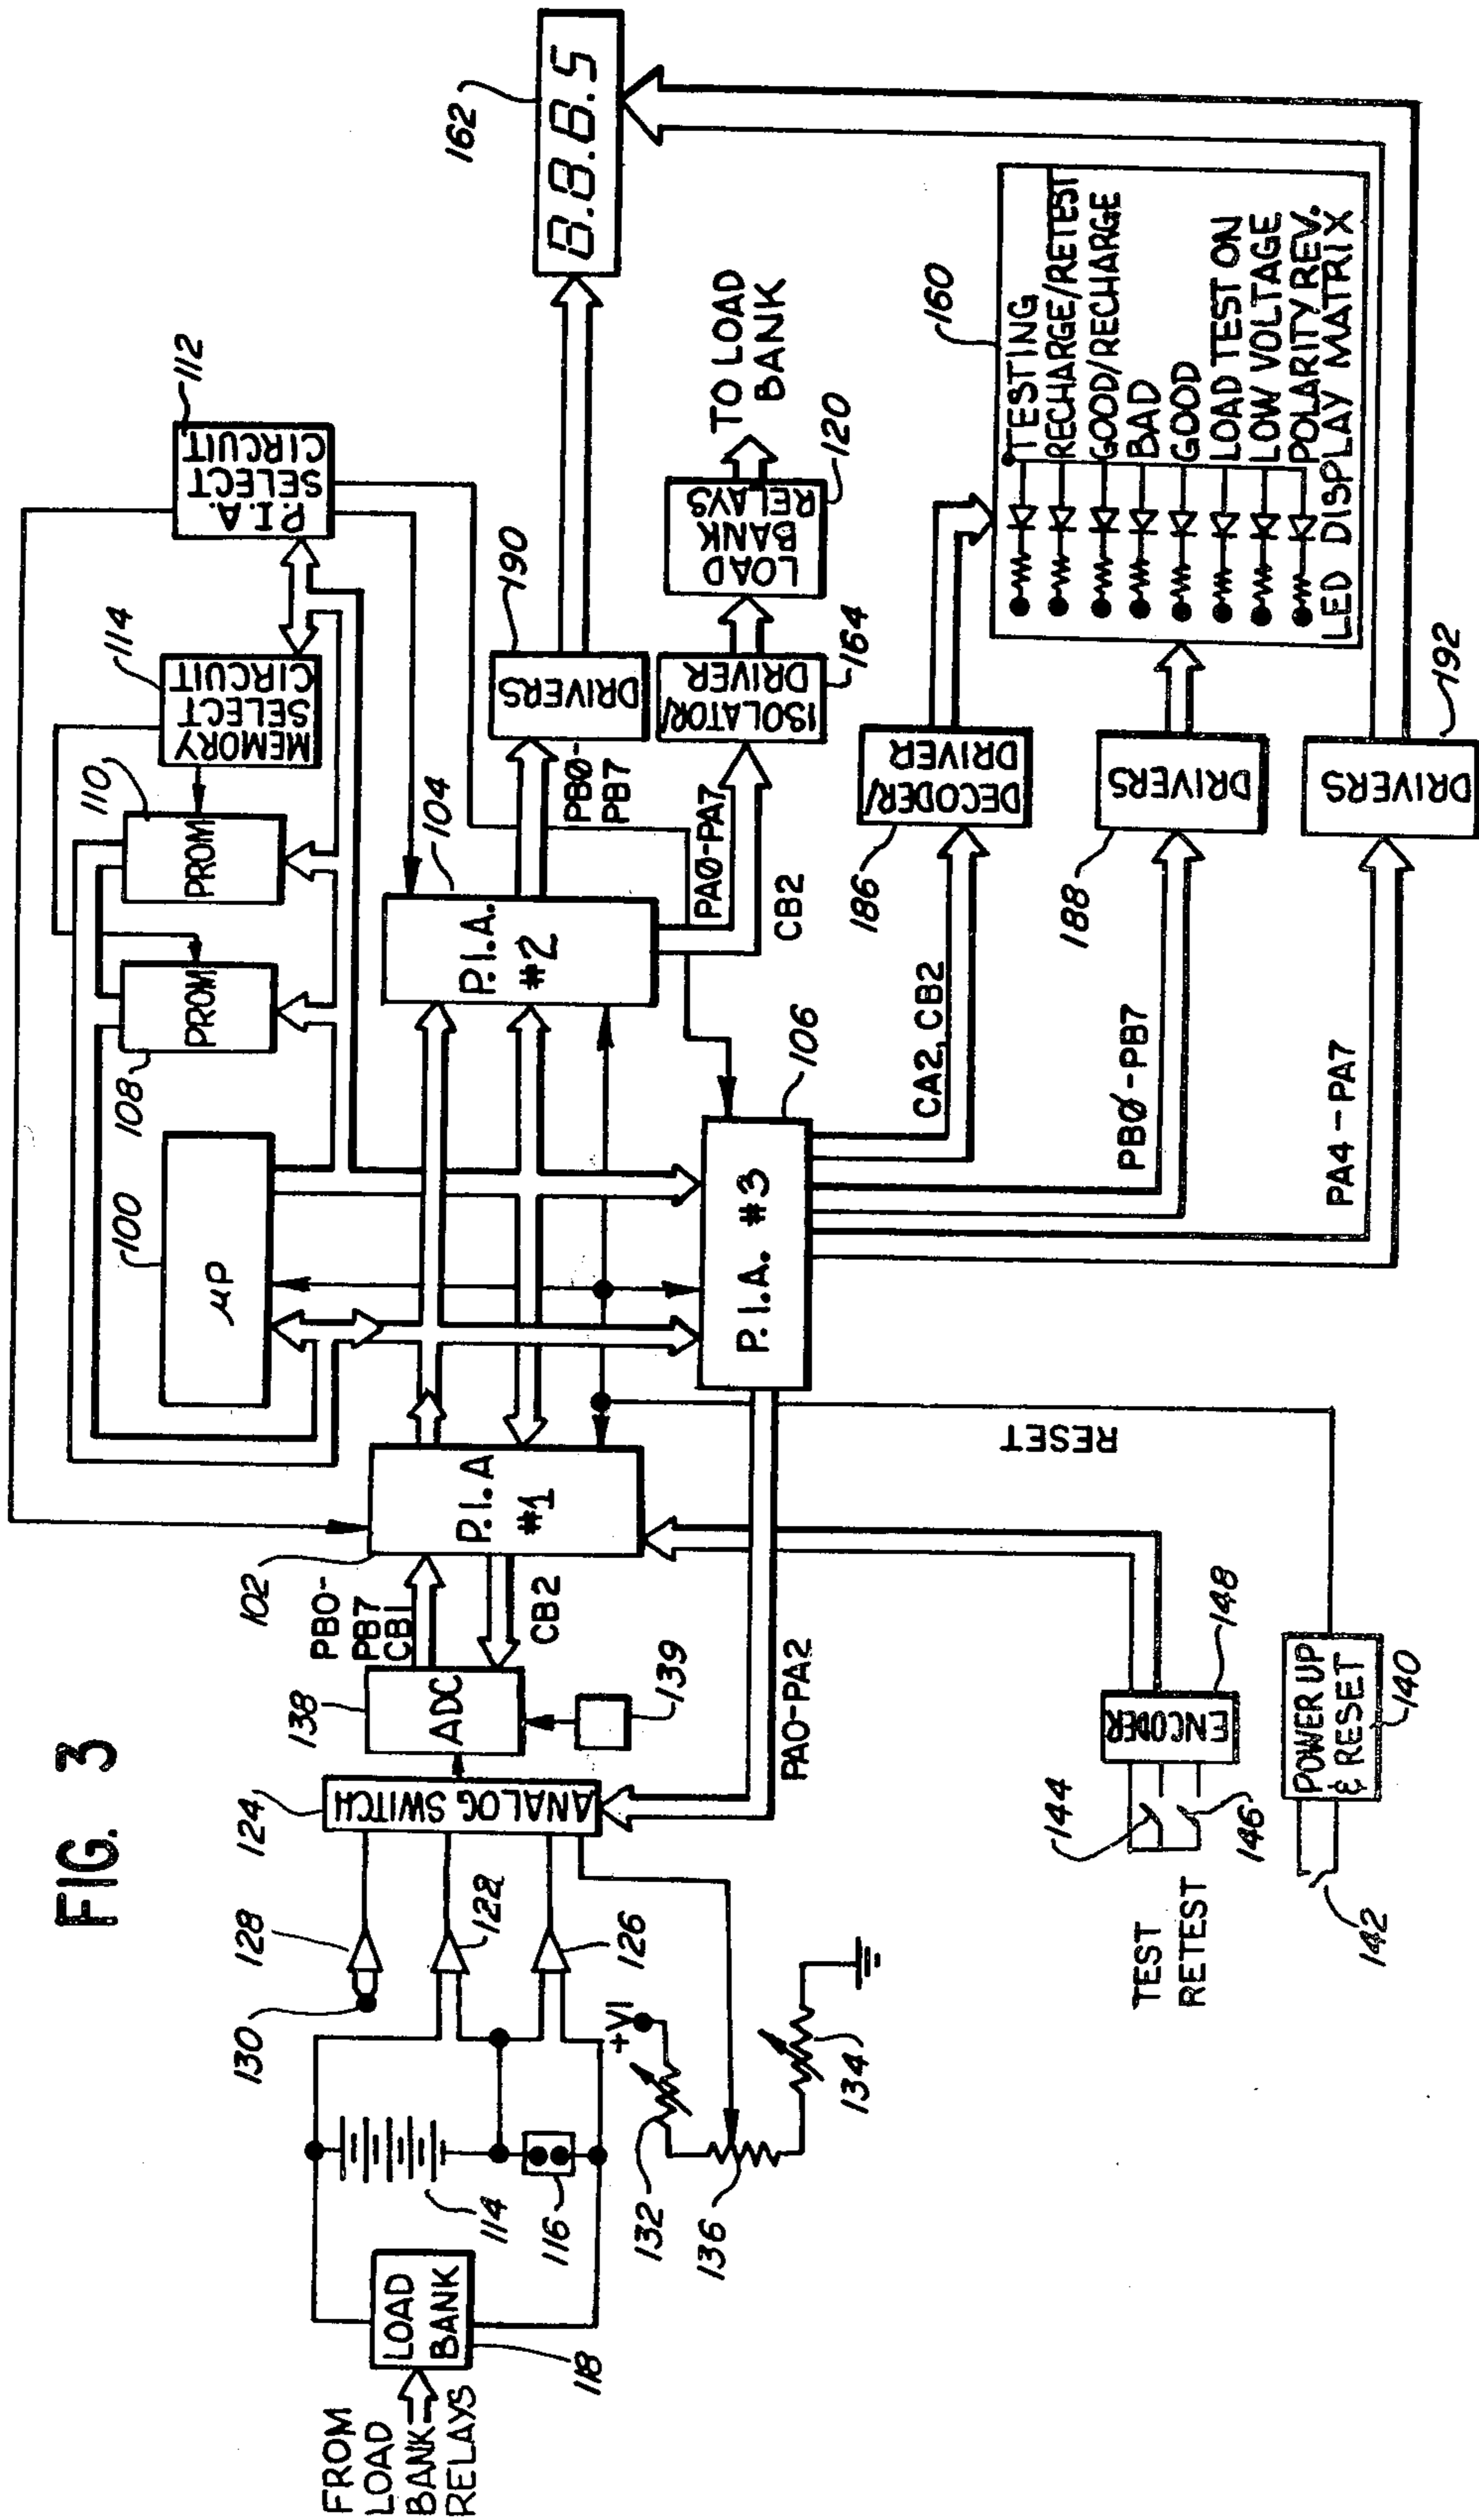 FIG. 3
FROM
LOAD
BANK
RELAYS
LOAD
BANK
118
114
116
130
128
122
126
+V1
132
136
134
124
ANALOG SWITCH
138
ADC
139
PB0-
PB7
CB1
CB2
102
P.I.A
#1
PA0-PA2
TEST
RETEST
144
146
ENCODER
148
142
POWER UP
& RESET
140
RESET
100
µP
108
PROM
110
PROM
114
MEMORY
SELECT
CIRCUIT
112
P.I.A.
SELECT
CIRCUIT
104
P.I.A.
#2
106
P.I.A. #3
PBØ-
PB7
190
DRIVERS
162
8.8.8.5
PAØ-PA7
CB2
ISOLATOR/
DRIVER
164
LOAD
BANK
RELAYS
120
TO LOAD
BANK
CA2, CB2
186
DECODER/
DRIVER
PBØ-PB7
188
DRIVERS
PA4-PA7
DRIVERS
192
160
TESTING
RECHARGE/RETEST
GOOD/RECHARGE
BAD
GOOD
LOAD TEST ON
LOW VOLTAGE
POLARITY REV.
LED DISPLAY MATRIX